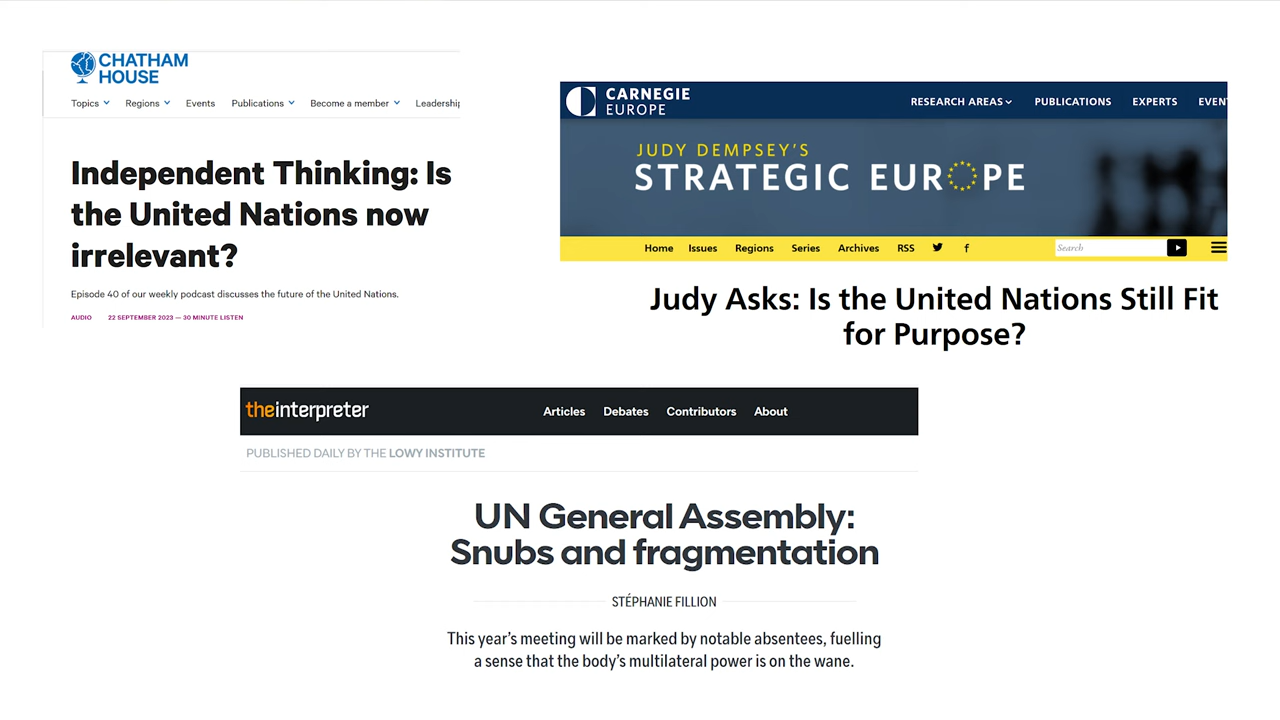 CHATHAM
HOUSE
Topics Regions Events Publications Become a member Leadership
Independent Thinking: Is
the United Nations now
irrelevant?
Episode 40 of our weekly podcast discusses the future of the United Nations.
AUDIO 22 SEPTEMBER 2023 — 30 MINUTE LISTEN
CARNEGIE
EUROPE
RESEARCH AREAS PUBLICATIONS EXPERTS EVEN
JUDY DEMPSEY'S
STRATEGIC EUROPE
Home Issues Regions Series Archives RSS
Search
Judy Asks: Is the United Nations Still Fit
for Purpose?
theinterpreter
Articles Debates Contributors About
PUBLISHED DAILY BY THE LOWY INSTITUTE
UN General Assembly:
Snubs and fragmentation
STÉPHANIE FILLION
This year's meeting will be marked by notable absentees, fuelling
a sense that the body's multilateral power is on the wane.